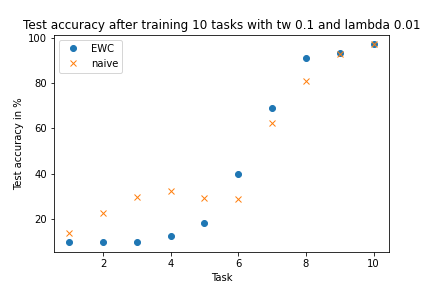 Test accuracy after training 10 tasks with tw 0.1 and lambda 0.01
100
80
60
40
20
Test accuracy in %
EWC
naive
2
4
6
8
10
Task